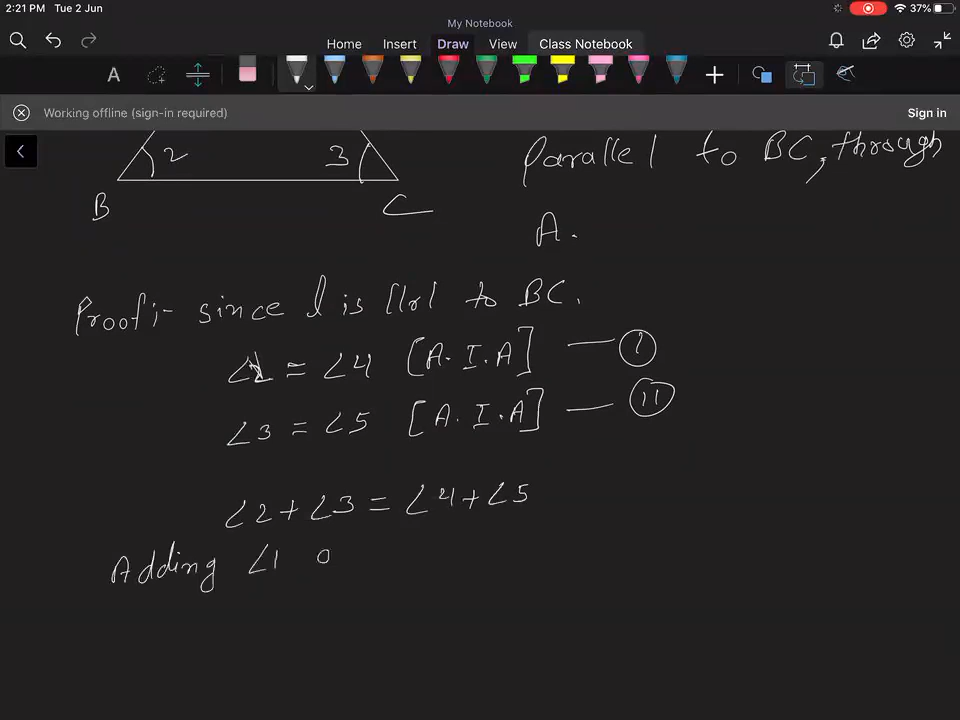 2:21 PM Tue 2 Jun
37%
My Notebook
Home Insert Draw View Class Notebook
A
Working offline (sign-in required)
Sign in
2 3
B C
Parallel to BC, through
A.
Proof:- since l is ||rl to BC.
= ∠4 [A.I.A] — I
∠3 = ∠5 [A.I.A] — II
∠2 + ∠3 = ∠4 + ∠5
Adding ∠1 o